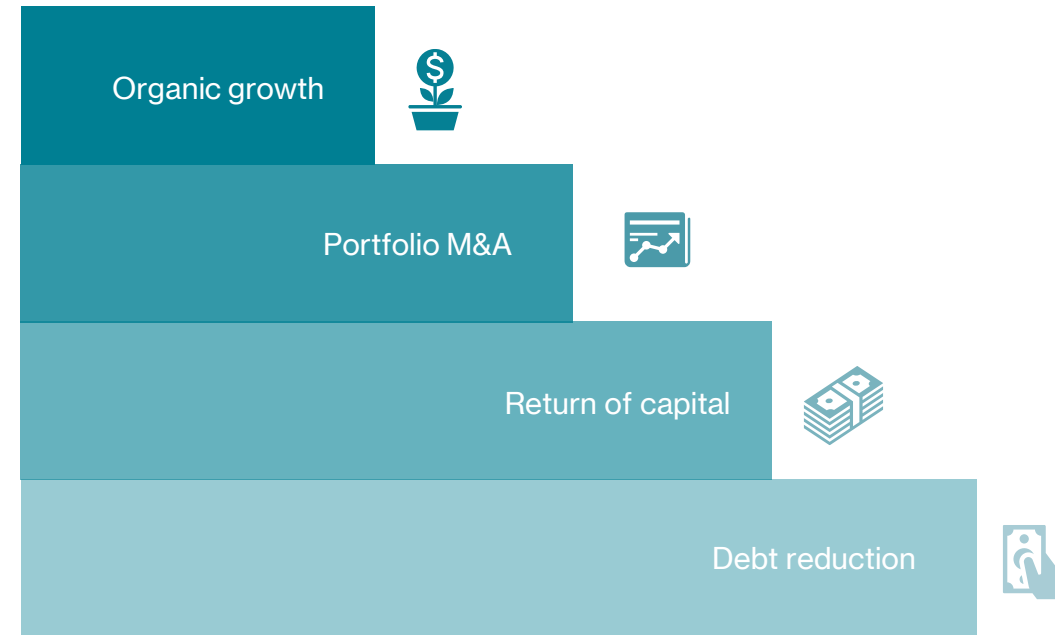 Organic growth
$
Portfolio M&A
Return of capital
Debt reduction